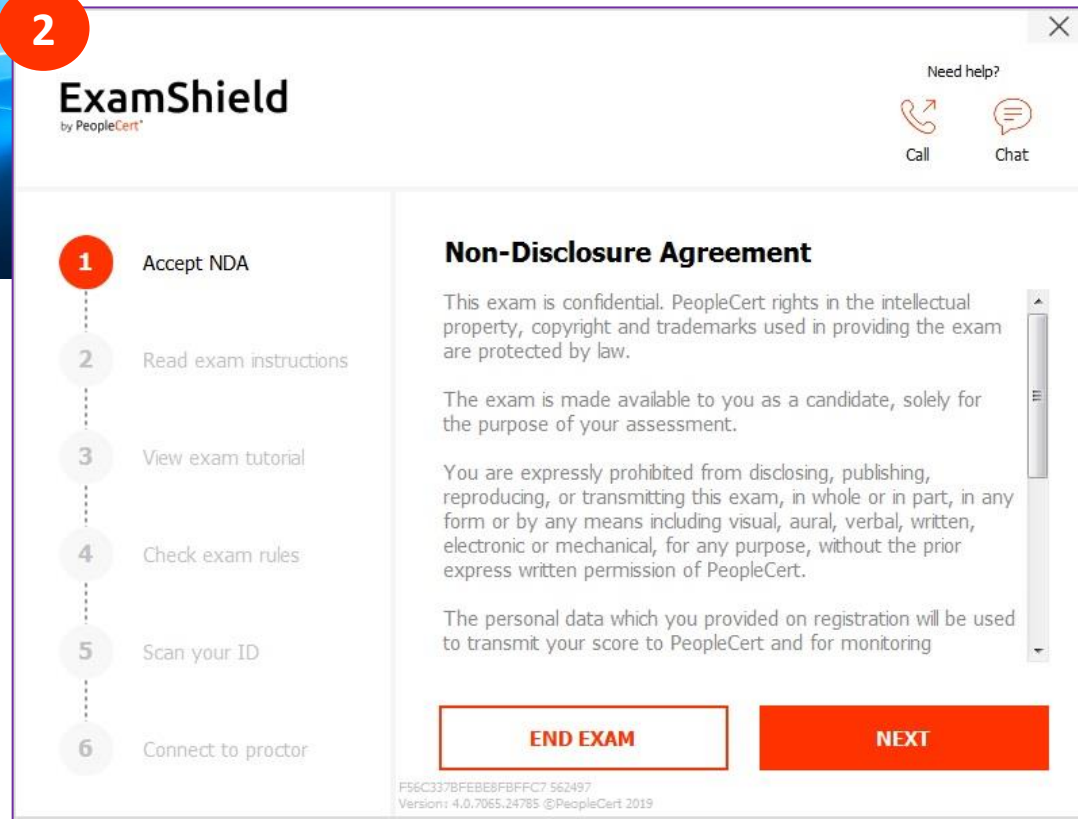 2
ExamShield
by PeopleCert
Need help?
Call
Chat
1 Accept NDA
2 Read exam instructions
3 View exam tutorial
4 Check exam rules
5 Scan your ID
6 Connect to proctor
Non-Disclosure Agreement
This exam is confidential. PeopleCert rights in the intellectual
property, copyright and trademarks used in providing the exam
are protected by law.
The exam is made available to you as a candidate, solely for
the purpose of your assessment.
You are expressly prohibited from disclosing, publishing,
reproducing, or transmitting this exam, in whole or in part, in any
form or by any means including visual, aural, verbal, written,
electronic or mechanical, for any purpose, without the prior
express written permission of PeopleCert.
The personal data which you provided on registration will be used
to transmit your score to PeopleCert and for monitoring
END EXAM
NEXT
F56C337BFEBE8FBFFC7 562497
Version: 4.0.7065.24785 ©PeopleCert 2019